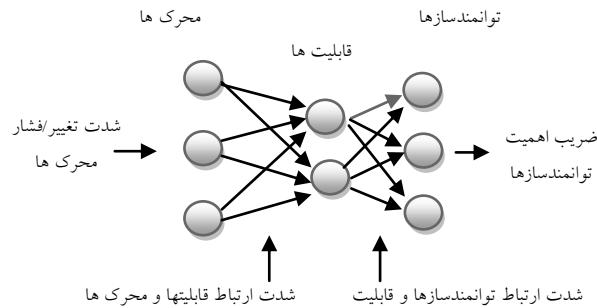 محرک ها
توانمندسازها
قابلیت ها
شدت تغییر/فشار
محرک ها
ضریب اهمیت
توانمندسازها
شدت ارتباط قابلیتها و محرک ها
شدت ارتباط توانمندسازها و قابلیت